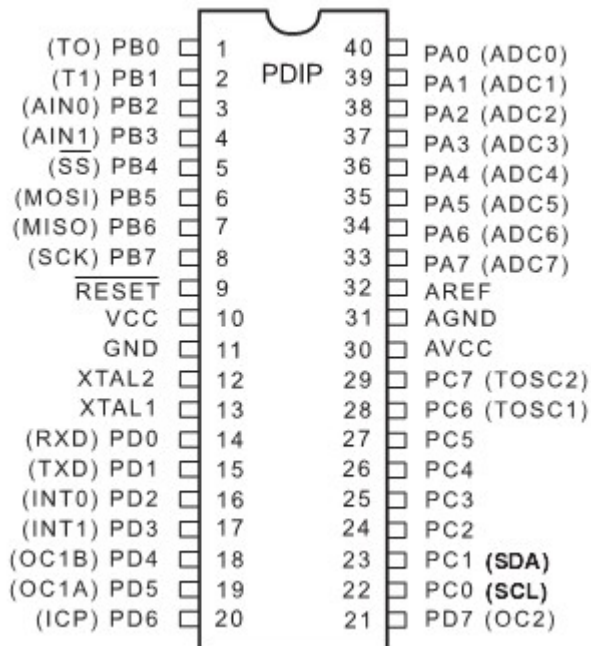 (TO) PB0 1 40 PA0 (ADC0)
(T1) PB1 2 PDIP 39 PA1 (ADC1)
(AIN0) PB2 3 38 PA2 (ADC2)
(AIN1) PB3 4 37 PA3 (ADC3)
(SS) PB4 5 36 PA4 (ADC4)
(MOSI) PB5 6 35 PA5 (ADC5)
(MISO) PB6 7 34 PA6 (ADC6)
(SCK) PB7 8 33 PA7 (ADC7)
RESET 9 32 AREF
VCC 10 31 AGND
GND 11 30 AVCC
XTAL2 12 29 PC7 (TOSC2)
XTAL1 13 28 PC6 (TOSC1)
(RXD) PD0 14 27 PC5
(TXD) PD1 15 26 PC4
(INT0) PD2 16 25 PC3
(INT1) PD3 17 24 PC2
(OC1B) PD4 18 23 PC1 (SDA)
(OC1A) PD5 19 22 PC0 (SCL)
(ICP) PD6 20 21 PD7 (OC2)